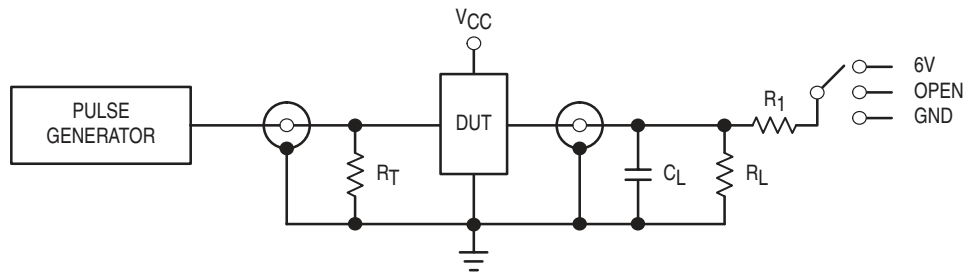 VCC
6V
OPEN
GND
R1
PULSE
GENERATOR
DUT
RT
CL
RL